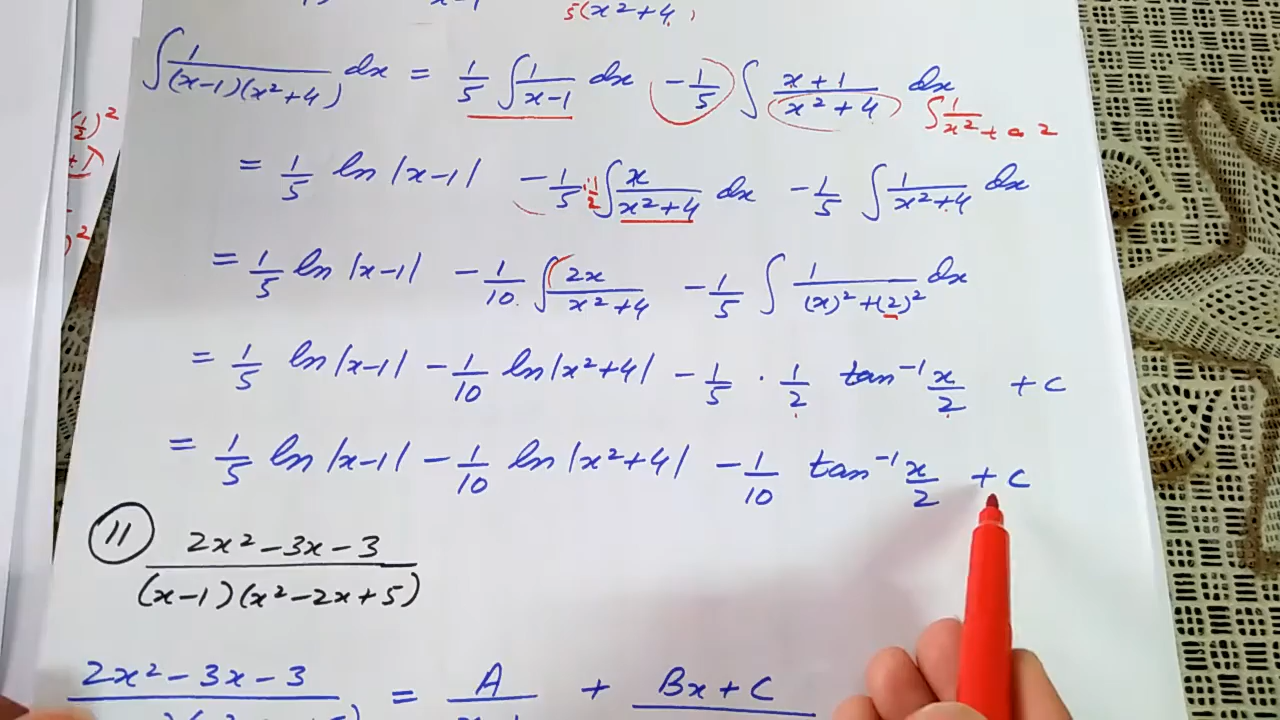 5(x²+4)
∫ 1/((x-1)(x²+4)) dx = 1/5 ∫ 1/(x-1) dx - 1/5 ∫ (x+1)/(x²+4) dx
∫ 1/(x²+a²)
= 1/5 ln |x-1| - 1/5 · 1/2 ∫ x/(x²+4) dx - 1/5 ∫ 1/(x²+4) dx
= 1/5 ln |x-1| - 1/10 ∫ 2x/(x²+4) - 1/5 ∫ 1/((x)²+(2)²) dx
= 1/5 ln |x-1| - 1/10 ln |x²+4| - 1/5 · 1/2 tan⁻¹ x/2 + c
= 1/5 ln |x-1| - 1/10 ln |x²+4| - 1/10 tan⁻¹ x/2 + c
11 (2x²-3x-3)/((x-1)(x²-2x+5))
2x²-3x-3 = A + Bx+C